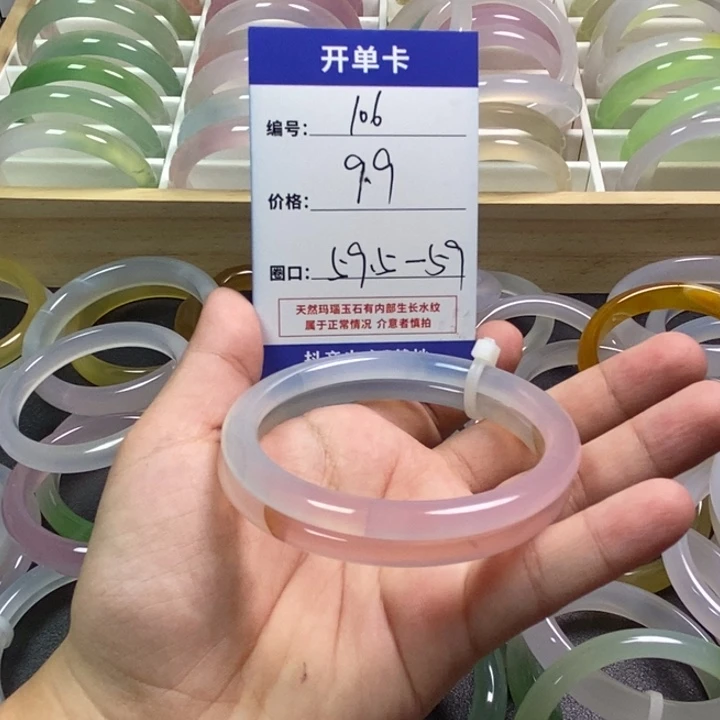 开单卡
编号: 106
价格: 9.9
圈口: 59.5-59
天然玛瑙玉石有内部生长水纹
属于正常情况 介意者慎拍